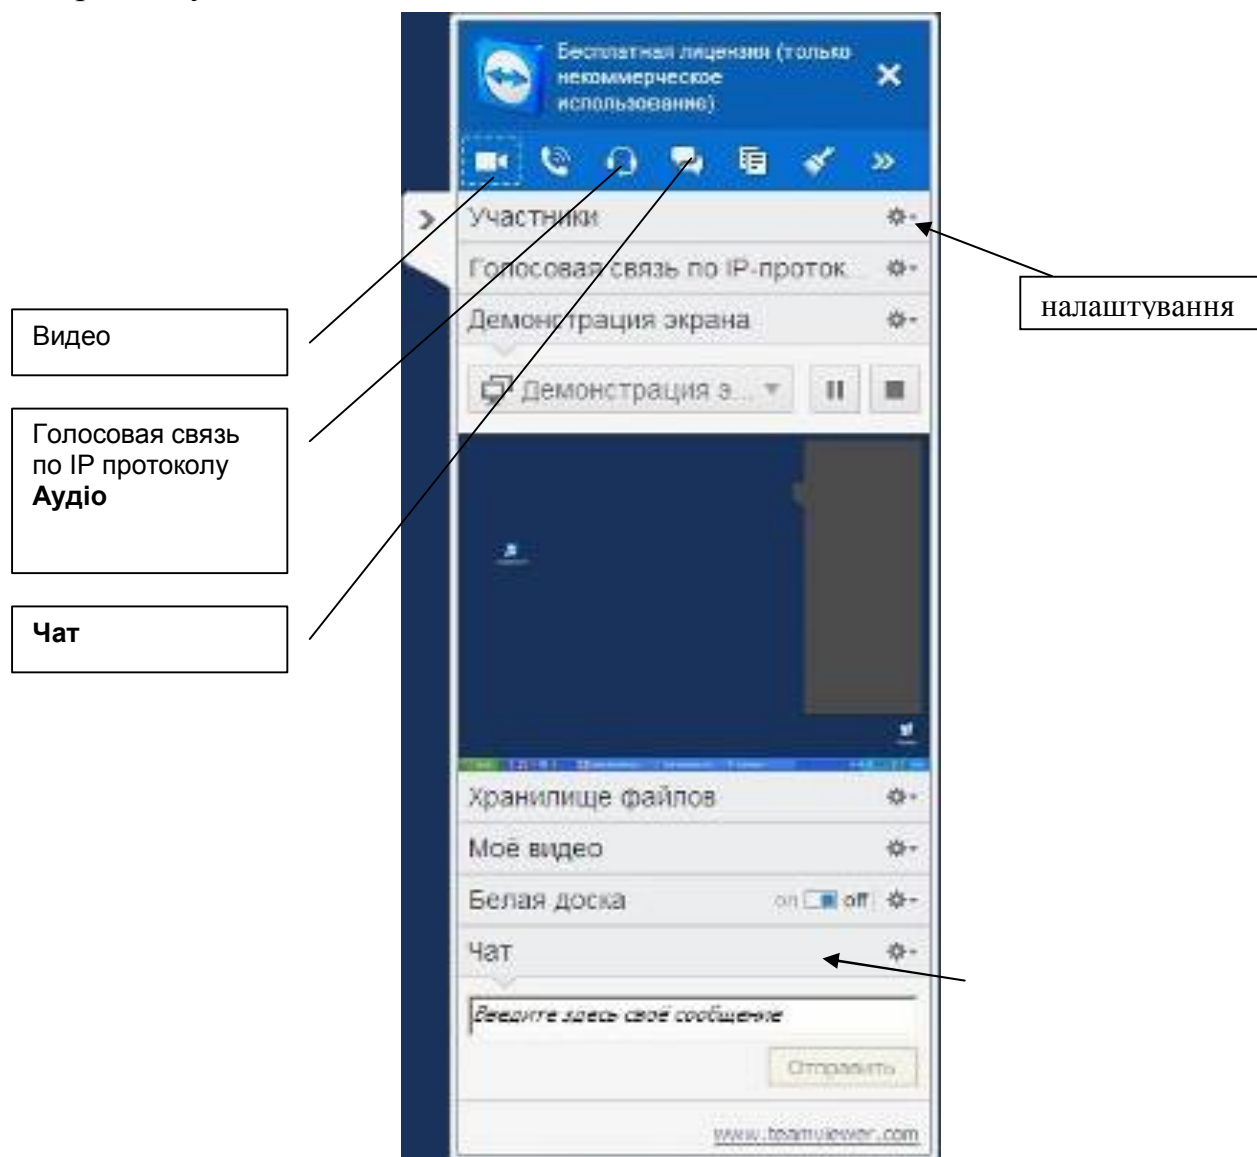 Бесплатная лицензия (только
некоммерческое
использование)
Участники
Голосовая связь по IP-проток...
налаштування
Демонстрация экрана
Видео
Демонстрация э...
Голосовая связь
по IP протоколу
Аудіо
Чат
Хранилище файлов
Моё видео
Белая доска on off
Чат
Введите здесь своё сообщение
Отправить
www.teamviewer.com